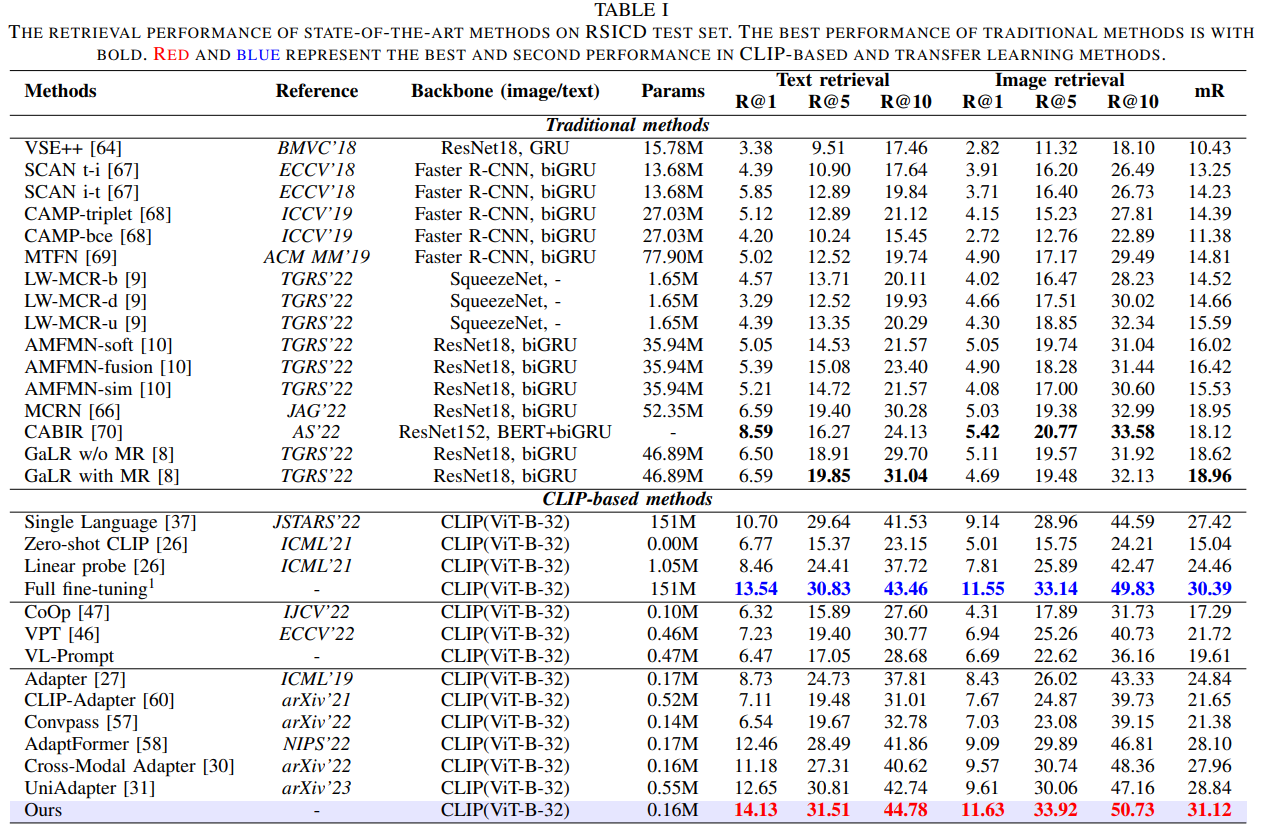 TABLE I
THE RETRIEVAL PERFORMANCE OF STATE-OF-THE-ART METHODS ON RSICD TEST SET. THE BEST PERFORMANCE OF TRADITIONAL METHODS IS WITH
BOLD. RED AND BLUE REPRESENT THE BEST AND SECOND PERFORMANCE IN CLIP-BASED AND TRANSFER LEARNING METHODS.
Methods Reference Backbone (image/text) Params Text retrieval Image retrieval mR
R@1 R@5 R@10 R@1 R@5 R@10
Traditional methods
VSE++ [64] BMVC'18 ResNet18, GRU 15.78M 3.38 9.51 17.46 2.82 11.32 18.10 10.43
SCAN t-i [67] ECCV'18 Faster R-CNN, biGRU 13.68M 4.39 10.90 17.64 3.91 16.20 26.49 13.25
SCAN i-t [67] ECCV'18 Faster R-CNN, biGRU 13.68M 5.85 12.89 19.84 3.71 16.40 26.73 14.23
CAMP-triplet [68] ICCV'19 Faster R-CNN, biGRU 27.03M 5.12 12.89 21.12 4.15 15.23 27.81 14.39
CAMP-bce [68] ICCV'19 Faster R-CNN, biGRU 27.03M 4.20 10.24 15.45 2.72 12.76 22.89 11.38
MTFN [69] ACM MM'19 Faster R-CNN, biGRU 77.90M 5.02 12.52 19.74 4.90 17.17 29.49 14.81
LW-MCR-b [9] TGRS'22 SqueezeNet, - 1.65M 4.57 13.71 20.11 4.02 16.47 28.23 14.52
LW-MCR-d [9] TGRS'22 SqueezeNet, - 1.65M 3.29 12.52 19.93 4.66 17.51 30.02 14.66
LW-MCR-u [9] TGRS'22 SqueezeNet, - 1.65M 4.39 13.35 20.29 4.30 18.85 32.34 15.59
AMFMN-soft [10] TGRS'22 ResNet18, biGRU 35.94M 5.05 14.53 21.57 5.05 19.74 31.04 16.02
AMFMN-fusion [10] TGRS'22 ResNet18, biGRU 35.94M 5.39 15.08 23.40 4.90 18.28 31.44 16.42
AMFMN-sim [10] TGRS'22 ResNet18, biGRU 35.94M 5.21 14.72 21.57 4.08 17.00 30.60 15.53
MCRN [66] JAG'22 ResNet18, biGRU 52.35M 6.59 19.40 30.28 5.03 19.38 32.99 18.95
CABIR [70] AS'22 ResNet152, BERT+biGRU - 8.59 16.27 24.13 5.42 20.77 33.58 18.12
GaLR w/o MR [8] TGRS'22 ResNet18, biGRU 46.89M 6.50 18.91 29.70 5.11 19.57 31.92 18.62
GaLR with MR [8] TGRS'22 ResNet18, biGRU 46.89M 6.59 19.85 31.04 4.69 19.48 32.13 18.96
CLIP-based methods
Single Language [37] JSTARS'22 CLIP(ViT-B-32) 151M 10.70 29.64 41.53 9.14 28.96 44.59 27.42
Zero-shot CLIP [26] ICML'21 CLIP(ViT-B-32) 0.00M 6.77 15.37 23.15 5.01 15.75 24.21 15.04
Linear probe [26] ICML'21 CLIP(ViT-B-32) 1.05M 8.46 24.41 37.72 7.81 25.89 42.47 24.46
Full fine-tuning¹ - CLIP(ViT-B-32) 151M 13.54 30.83 43.46 11.55 33.14 49.83 30.39
CoOp [47] IJCV'22 CLIP(ViT-B-32) 0.10M 6.32 15.89 27.60 4.31 17.89 31.73 17.29
VPT [46] ECCV'22 CLIP(ViT-B-32) 0.46M 7.23 19.40 30.77 6.94 25.26 40.73 21.72
VL-Prompt - CLIP(ViT-B-32) 0.47M 6.47 17.05 28.68 6.69 22.62 36.16 19.61
Adapter [27] ICML'19 CLIP(ViT-B-32) 0.17M 8.73 24.73 37.81 8.43 26.02 43.33 24.84
CLIP-Adapter [60] arXiv'21 CLIP(ViT-B-32) 0.52M 7.11 19.48 31.01 7.67 24.87 39.73 21.65
Convpass [57] arXiv'22 CLIP(ViT-B-32) 0.14M 6.54 19.67 32.78 7.03 23.08 39.15 21.38
AdaptFormer [58] NIPS'22 CLIP(ViT-B-32) 0.17M 12.46 28.49 41.86 9.09 29.89 46.81 28.10
Cross-Modal Adapter [30] arXiv'22 CLIP(ViT-B-32) 0.16M 11.18 27.31 40.62 9.57 30.74 48.36 27.96
UniAdapter [31] arXiv'23 CLIP(ViT-B-32) 0.55M 12.65 30.81 42.74 9.61 30.06 47.16 28.84
Ours - CLIP(ViT-B-32) 0.16M 14.13 31.51 44.78 11.63 33.92 50.73 31.12